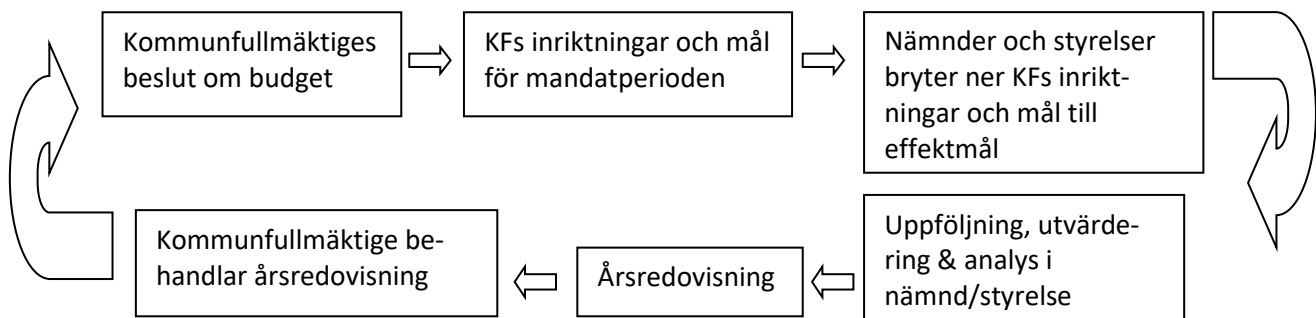 Kommunfullmäktiges
beslut om budget
KFs inriktningar och mål
för mandatperioden
Nämnder och styrelser
bryter ner KFs inrikt-
ningar och mål till
effektmål
Uppföljning, utvärde-
ring & analys i
nämnd/styrelse
Årsredovisning
Kommunfullmäktige be-
handlar årsredovisning